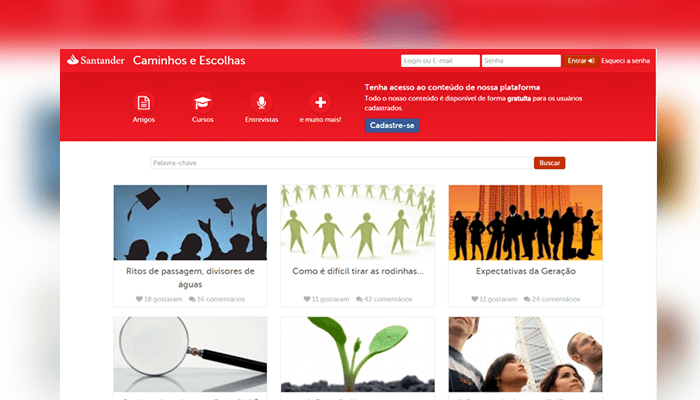 Santander Caminhos e Escolhas
Login ou E-mail
Senha
Entrar
Esqueci a senha
Artigos
Cursos
Entrevistas
e muito mais!
Tenha acesso ao conteúdo de nossa plataforma
Todo o nosso conteúdo é disponível de forma gratuita para os usuários
cadastrados.
Cadastre-se
Palavra-chave
Buscar
Ritos de passagem, divisores de
águas
18 gostaram 16 comentários
Como é difícil tirar as rodinhas...
11 gostaram 42 comentários
Expectativas da Geração
11 gostaram 24 comentários